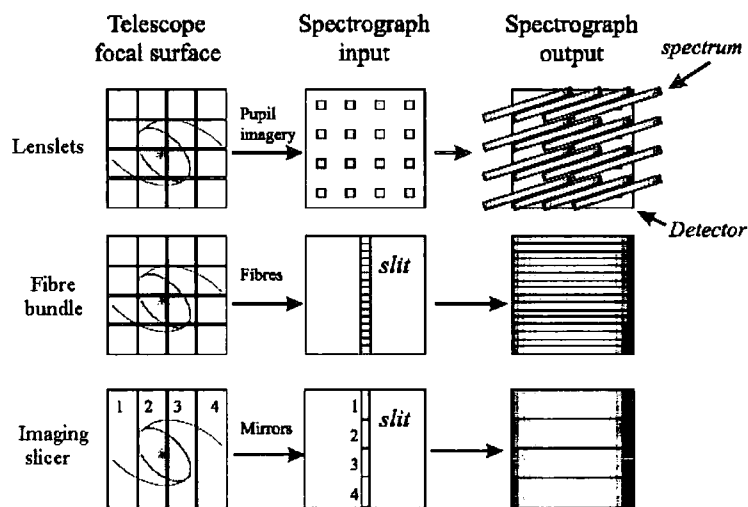 Telescope
focal surface
Spectrograph
input
Spectrograph
output
spectrum
Lenslets
Pupil
imagery
Detector
Fibre
bundle
Fibres
slit
Imaging
slicer
1 2 3 4
Mirrors
1
2
3
4
slit